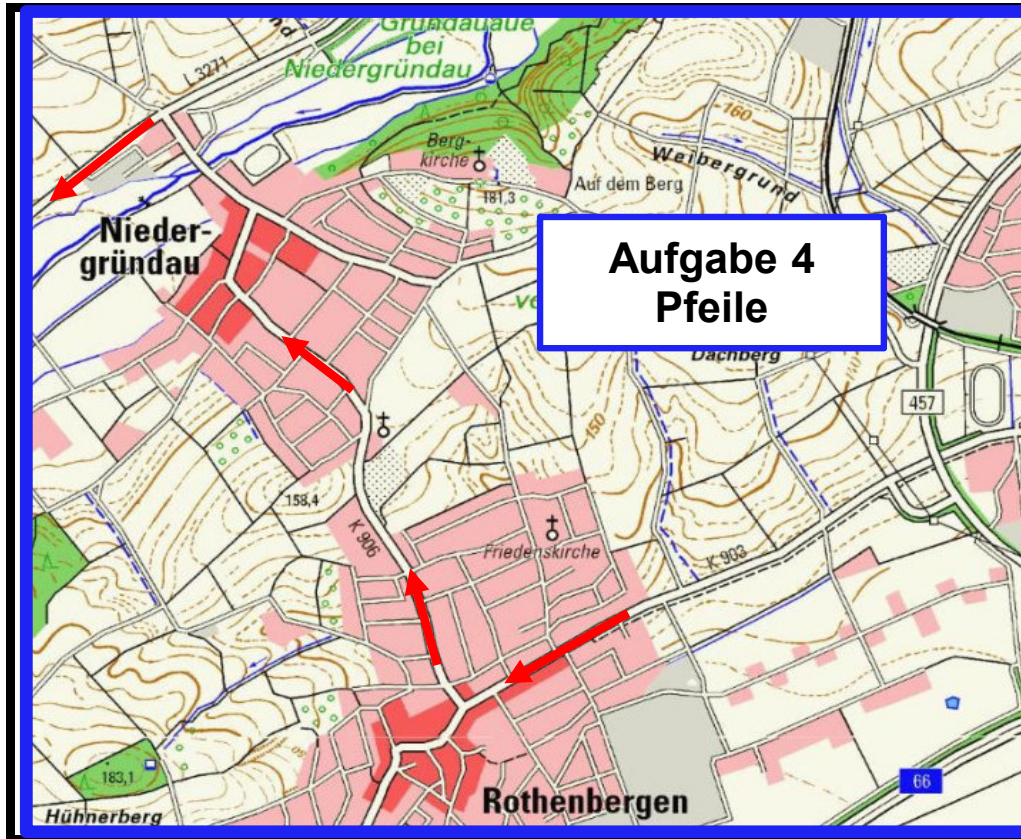 Gründauaue
bei
Niedergründau
L 3271
Berg-
kirche
181,3
Auf dem Berg
160
Weibergrund
Nieder-
gründau
Aufgabe 4
Pfeile
Dachberg
457
150
158,4
K 906
Friedenskirche
K 903
183,1
Hühnerberg
Rothenbergen
66